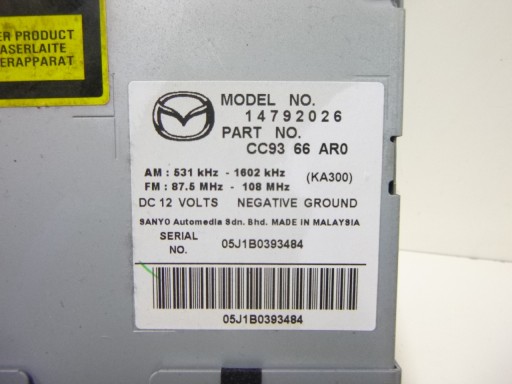 ER PRODUCT
ASERLAITE
ERAPPARAT
MODEL NO.
14792026
PART NO.
CC93 66 AR0
AM : 531 kHz - 1602 kHz
(KA300)
FM : 87.5 MHz - 108 MHz
DC 12 VOLTS NEGATIVE GROUND
SANYO Automedia Sdn. Bhd. MADE IN MALAYSIA
SERIAL NO. 05J1B0393484
05J1B0393484